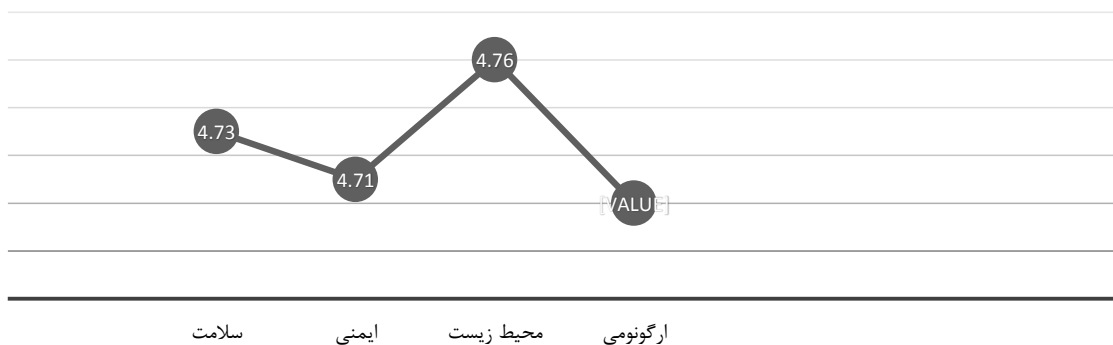 4.76
4.73
4.71
[VALUE]
سلامت
ایمنی
محیط زیست
ارگونومی